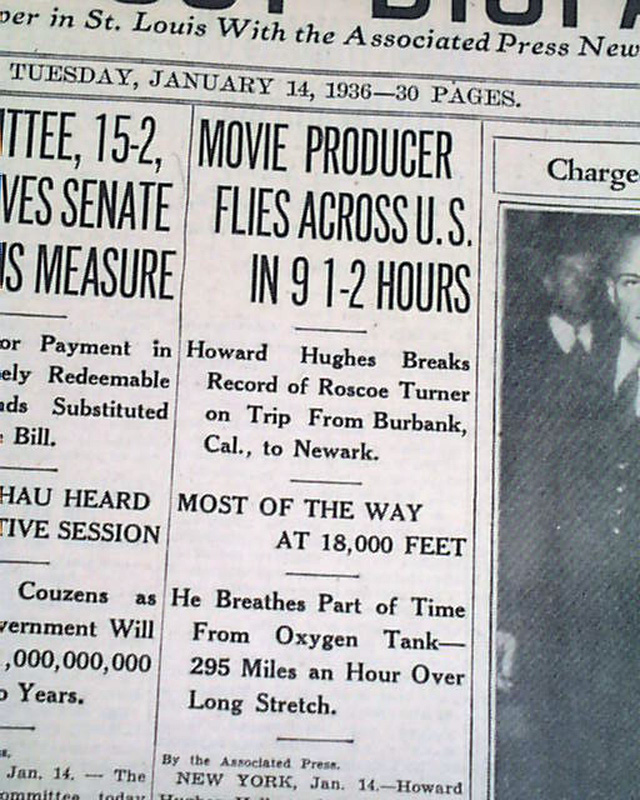 in St. Louis With the Associated Press New
TUESDAY, JANUARY 14, 1936—30 PAGES.
ITTEE, 15-2,
VES SENATE
IS MEASURE
or Payment in
ely Redeemable
ds Substituted
Bill.
HAU HEARD
TIVE SESSION
Couzens as
vernment Will
,000,000,000
Years.
Jan. 14. — The
ommittee today
MOVIE PRODUCER
FLIES ACROSS U. S.
IN 9 1-2 HOURS
Howard Hughes Breaks
Record of Roscoe Turner
on Trip From Burbank,
Cal., to Newark.
MOST OF THE WAY
AT 18,000 FEET
He Breathes Part of Time
From Oxygen Tank—
295 Miles an Hour Over
Long Stretch.
By the Associated Press.
NEW YORK, Jan. 14.—Howard
Charge